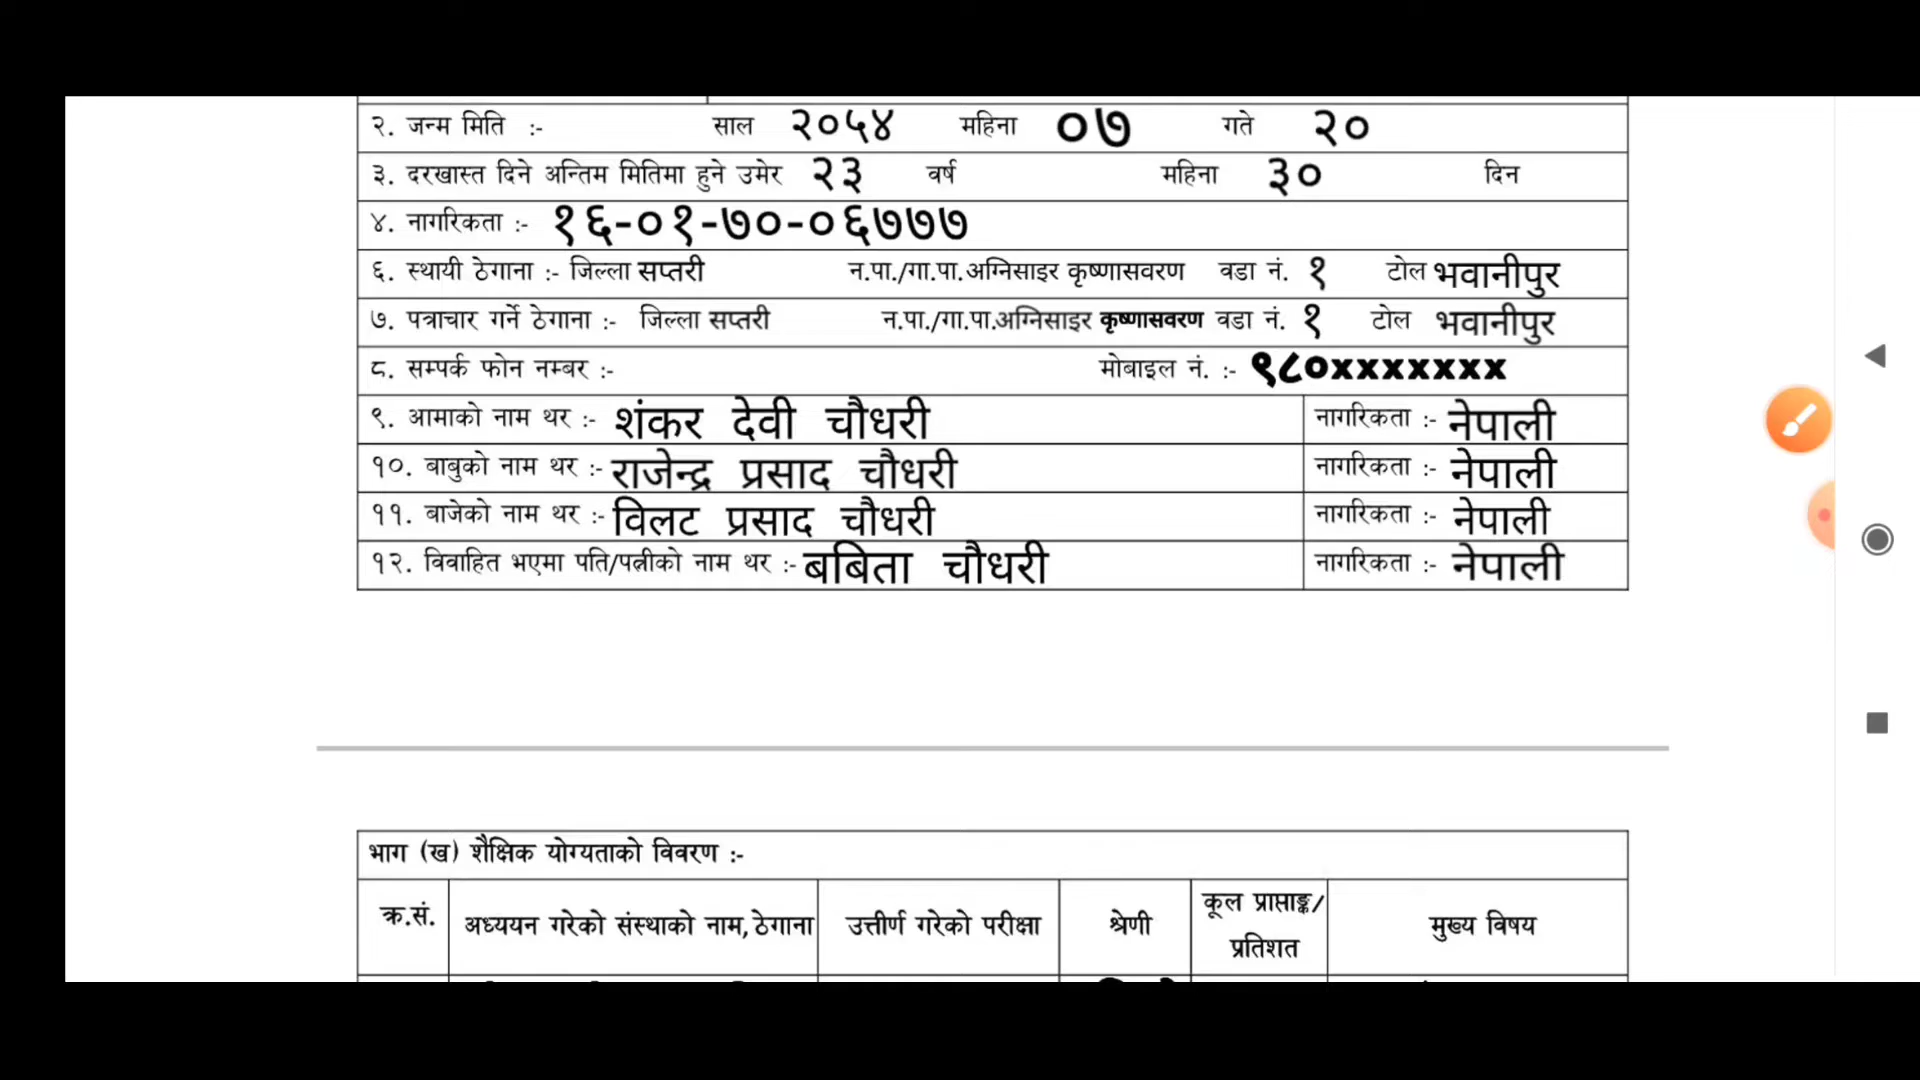 २. जन्म मिति :- साल २०५४ महिना ०७ गते २०
३. दरखास्त दिने अन्तिम मितिमा हुने उमेर २३ वर्ष महिना ३० दिन
४. नागरिकता :- १६-०१-७०-०६७७७
६. स्थायी ठेगाना :- जिल्ला सप्तरी न.पा./गा.पा.अग्निसाइर कृष्णासवरण वडा नं. १ टोल भवानीपुर
७. पत्राचार गर्ने ठेगाना :- जिल्ला सप्तरी न.पा./गा.पा.अग्निसाइर कृष्णासवरण वडा नं. १ टोल भवानीपुर
८. सम्पर्क फोन नम्बर :- मोबाइल नं. :- ९८०xxxxxxx
९. आमाको नाम थर :- शंकर देवी चौधरी नागरिकता :- नेपाली
१०. बाबुको नाम थर :- राजेन्द्र प्रसाद चौधरी नागरिकता :- नेपाली
११. बाजेको नाम थर :- विलट प्रसाद चौधरी नागरिकता :- नेपाली
१२. विवाहित भएमा पति/पत्नीको नाम थर :- बबिता चौधरी नागरिकता :- नेपाली
भाग (ख) शैक्षिक योग्यताको विवरण :-
क्र.सं. अध्ययन गरेको संस्थाको नाम, ठेगाना उत्तीर्ण गरेको परीक्षा श्रेणी कूल प्राप्ताङ्क/ प्रतिशत मुख्य विषय